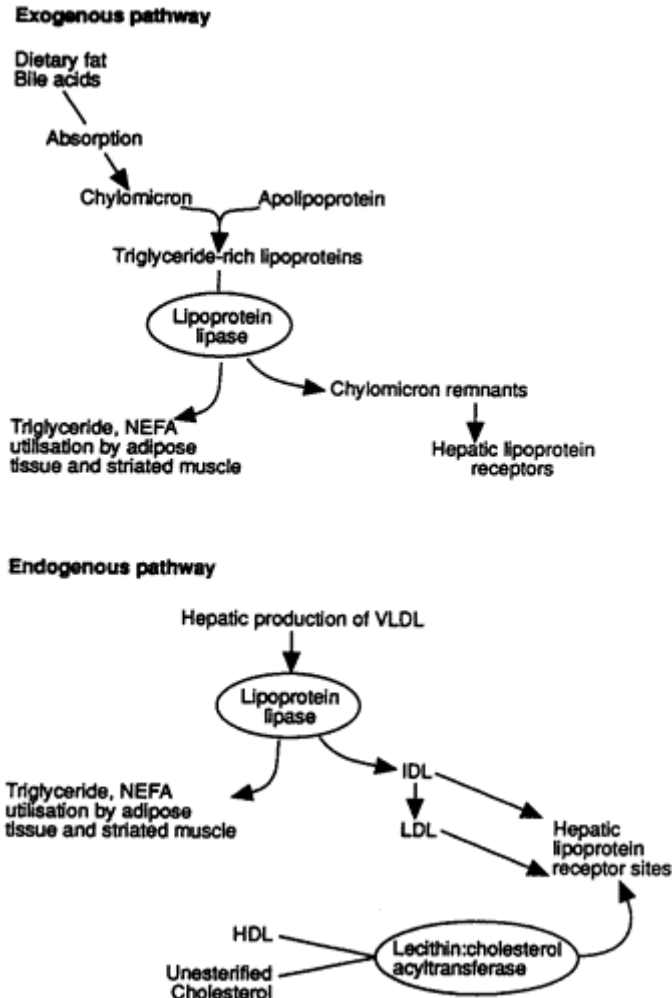 Exogenous pathway
Dietary fat
Bile acids
Absorption
Chylomicron
Apolipoprotein
Triglyceride-rich lipoproteins
Lipoprotein
lipase
Chylomicron remnants
Triglyceride, NEFA
utilisation by adipose
tissue and striated muscle
Hepatic lipoprotein
receptors
Endogenous pathway
Hepatic production of VLDL
Lipoprotein
lipase
IDL
Triglyceride, NEFA
utilisation by adipose
tissue and striated muscle
LDL
Hepatic
lipoprotein
receptor sites
HDL
Unesterified
Cholesterol
Lecithin:cholesterol
acyltransferase